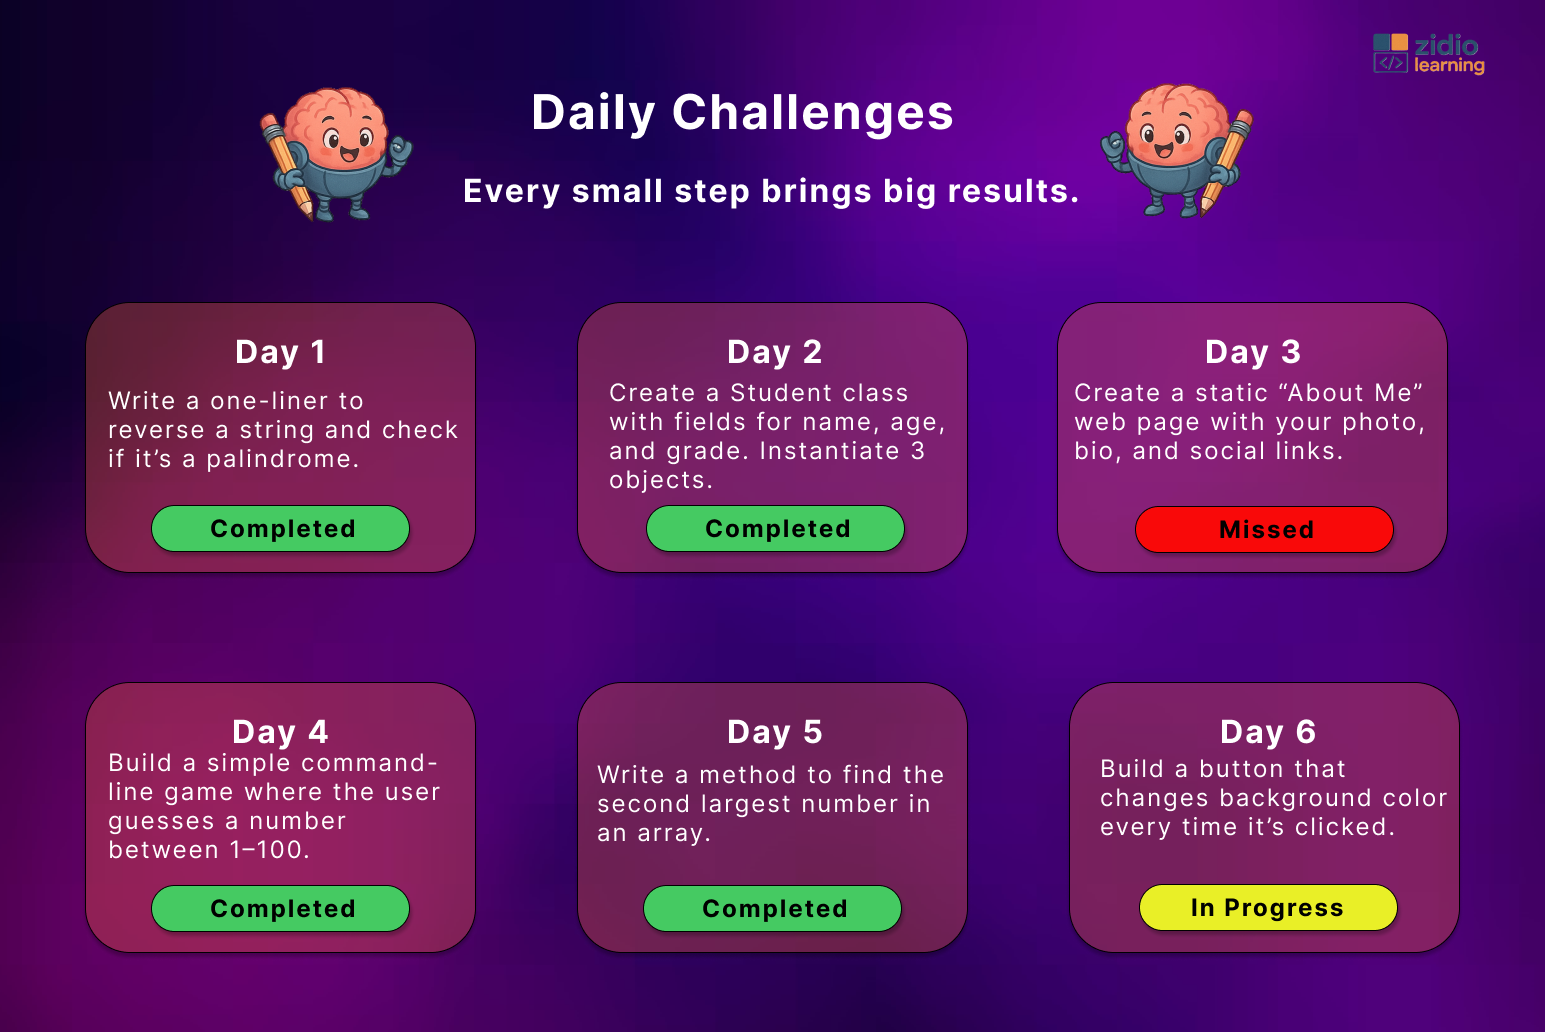 zidio
learning
</>
Daily Challenges
Every small step brings big results.
Day 1
Write a one-liner to
reverse a string and check
if it’s a palindrome.
Completed
Day 2
Create a Student class
with fields for name, age,
and grade. Instantiate 3
objects.
Completed
Day 3
Create a static “About Me”
web page with your photo,
bio, and social links.
Missed
Day 4
Build a simple command-
line game where the user
guesses a number
between 1–100.
Completed
Day 5
Write a method to find the
second largest number in
an array.
Completed
Day 6
Build a button that
changes background color
every time it’s clicked.
In Progress